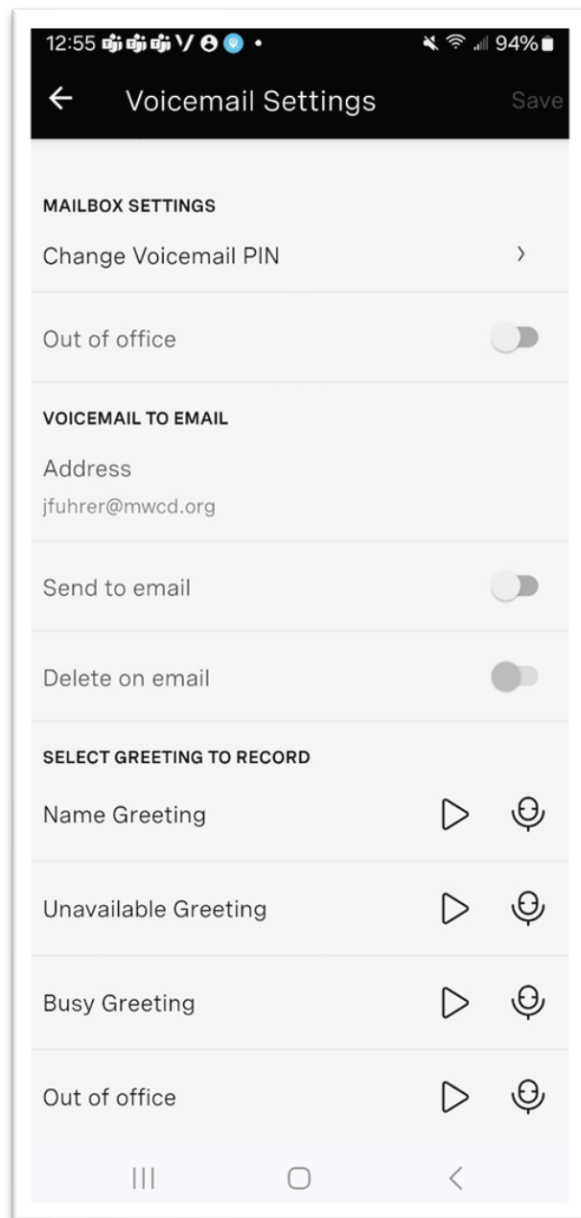 12:55 94%
Voicemail Settings Save
MAILBOX SETTINGS
Change Voicemail PIN
Out of office
VOICEMAIL TO EMAIL
Address
jfuhrer@mwcd.org
Send to email
Delete on email
SELECT GREETING TO RECORD
Name Greeting
Unavailable Greeting
Busy Greeting
Out of office